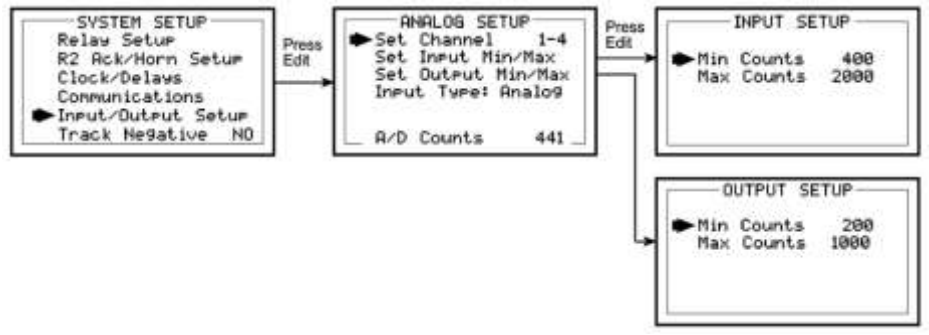 SYSTEM SETUP
Relay Setup
R2 Ack/Horn Setup
Clock/Delays
Communications
Input/Output Setup
Track Negative NO
Press
Edit
ANALOG SETUP
Set Channel 1-4
Set Input Min/Max
Set Output Min/Max
Input Type: Analog
A/D Counts 441
Press
Edit
INPUT SETUP
Min Counts 400
Max Counts 2000
OUTPUT SETUP
Min Counts 200
Max Counts 1000